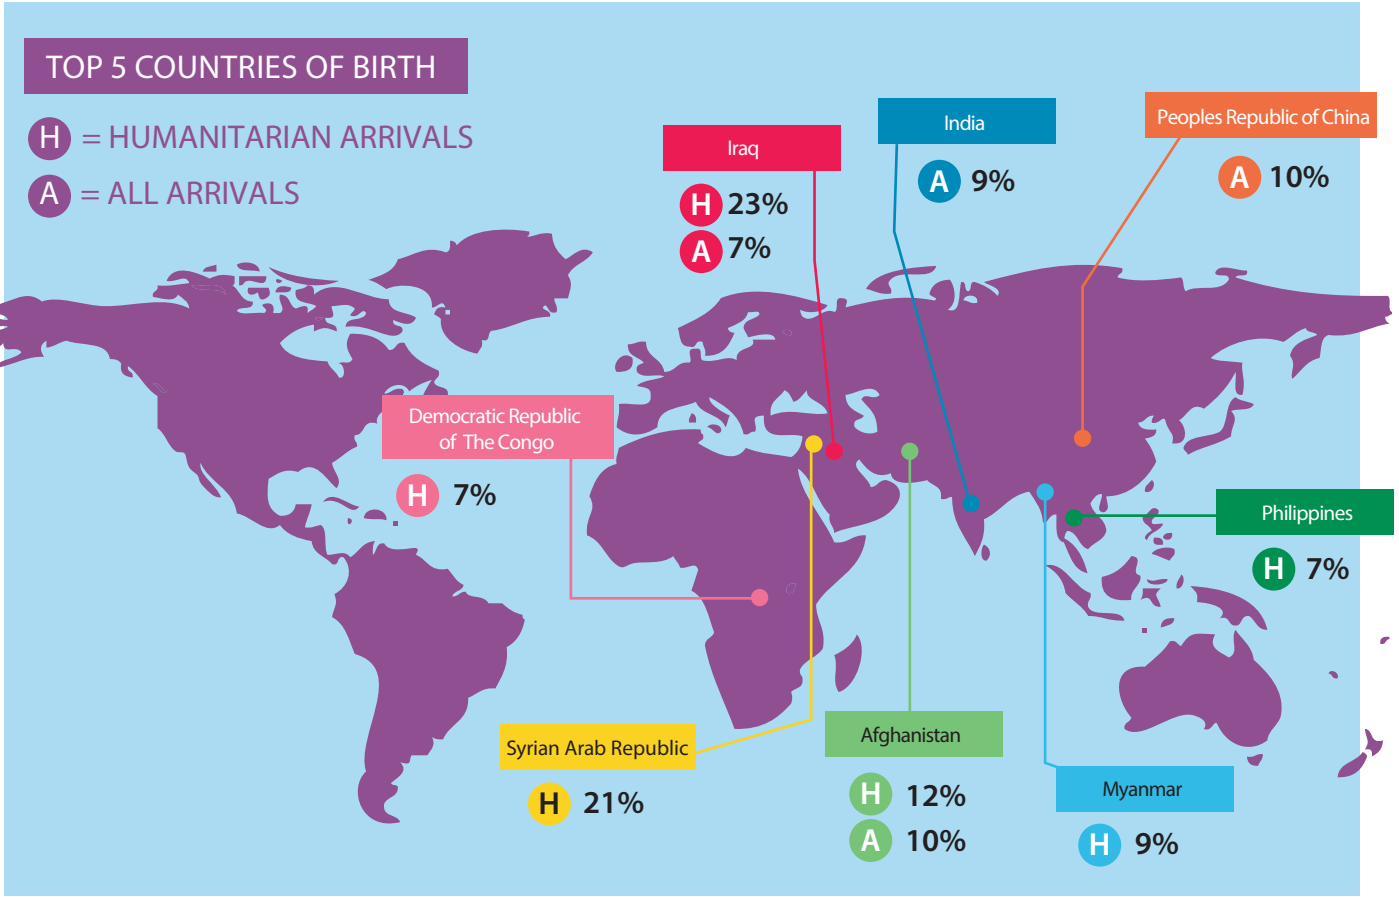 TOP 5 COUNTRIES OF BIRTH
H = HUMANITARIAN ARRIVALS
A = ALL ARRIVALS
Iraq
H 23%
A 7%
India
A 9%
Peoples Republic of China
A 10%
Democratic Republic
of The Congo
H 7%
Philippines
H 7%
Syrian Arab Republic
H 21%
Afghanistan
H 12%
A 10%
Myanmar
H 9%